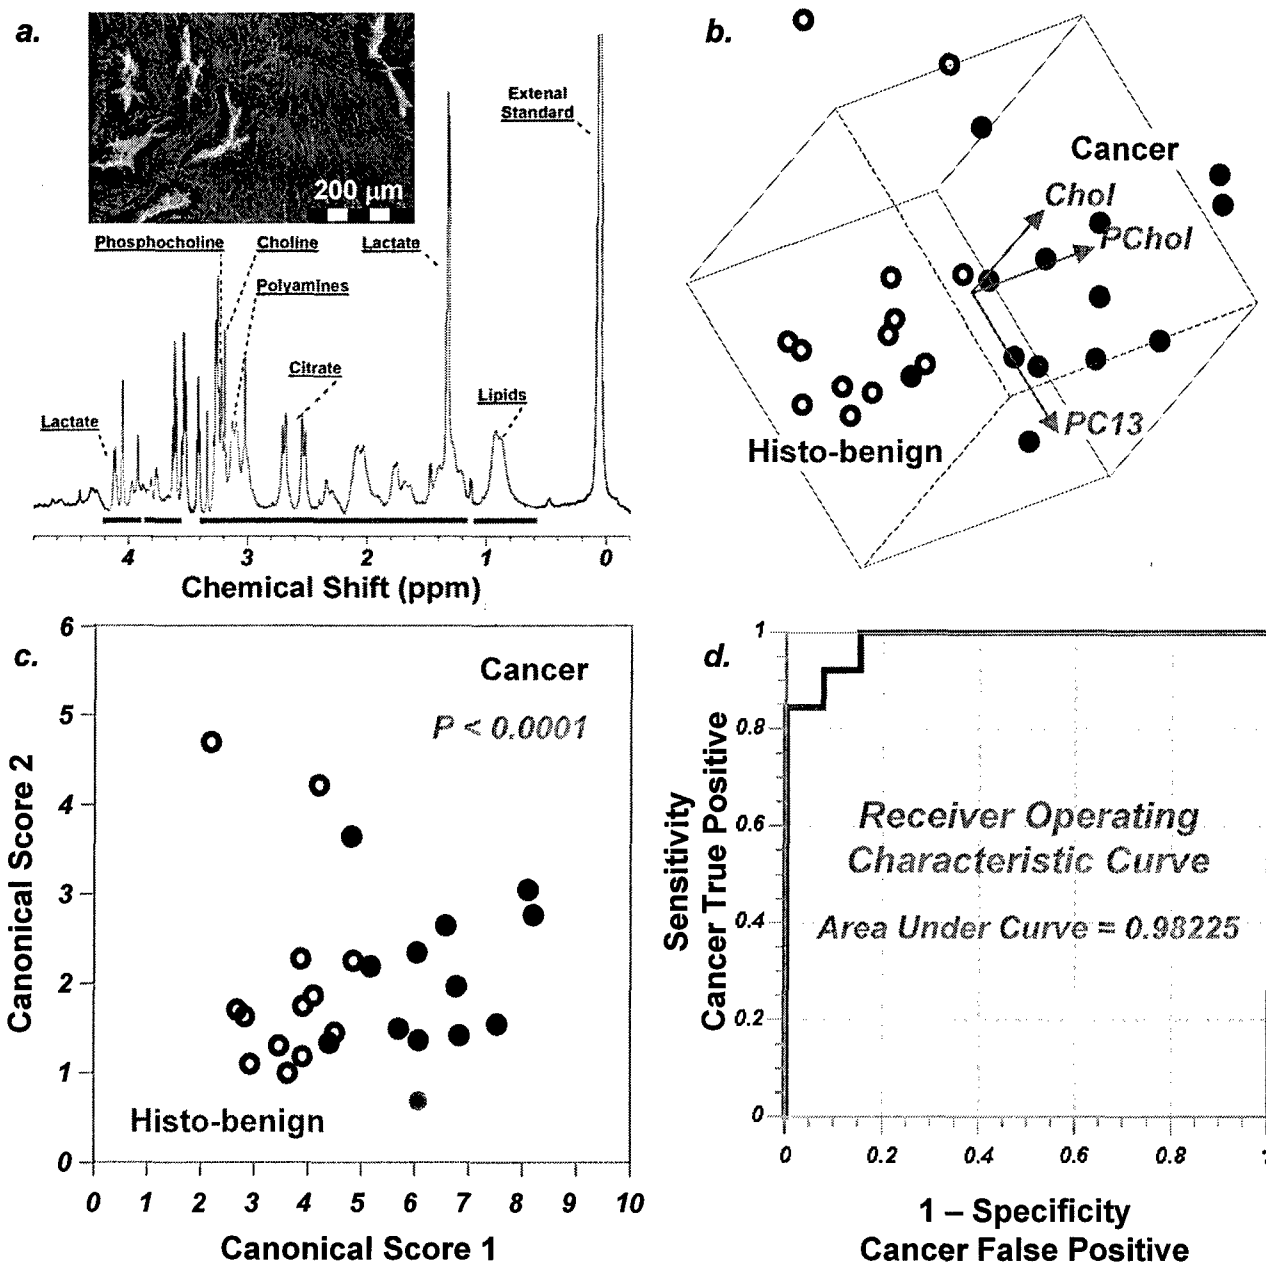 a.
Extenal
Standard
200 µm
Phosphocholine
Choline
Lactate
Polyamines
Citrate
Lipids
Lactate
4
3
2
1
0
Chemical Shift (ppm)
b.
Cancer
Chol
PChol
PC13
Histo-benign
c.
6
5
4
3
2
1
0
Canonical Score 2
Cancer
P < 0.0001
Histo-benign
0 1 2 3 4 5 6 7 8 9 10
Canonical Score 1
d.
1
0.8
0.6
0.4
0.2
0
Sensitivity
Cancer True Positive
Receiver Operating
Characteristic Curve
Area Under Curve = 0.98225
0 0.2 0.4 0.6 0.8 1
1 – Specificity
Cancer False Positive